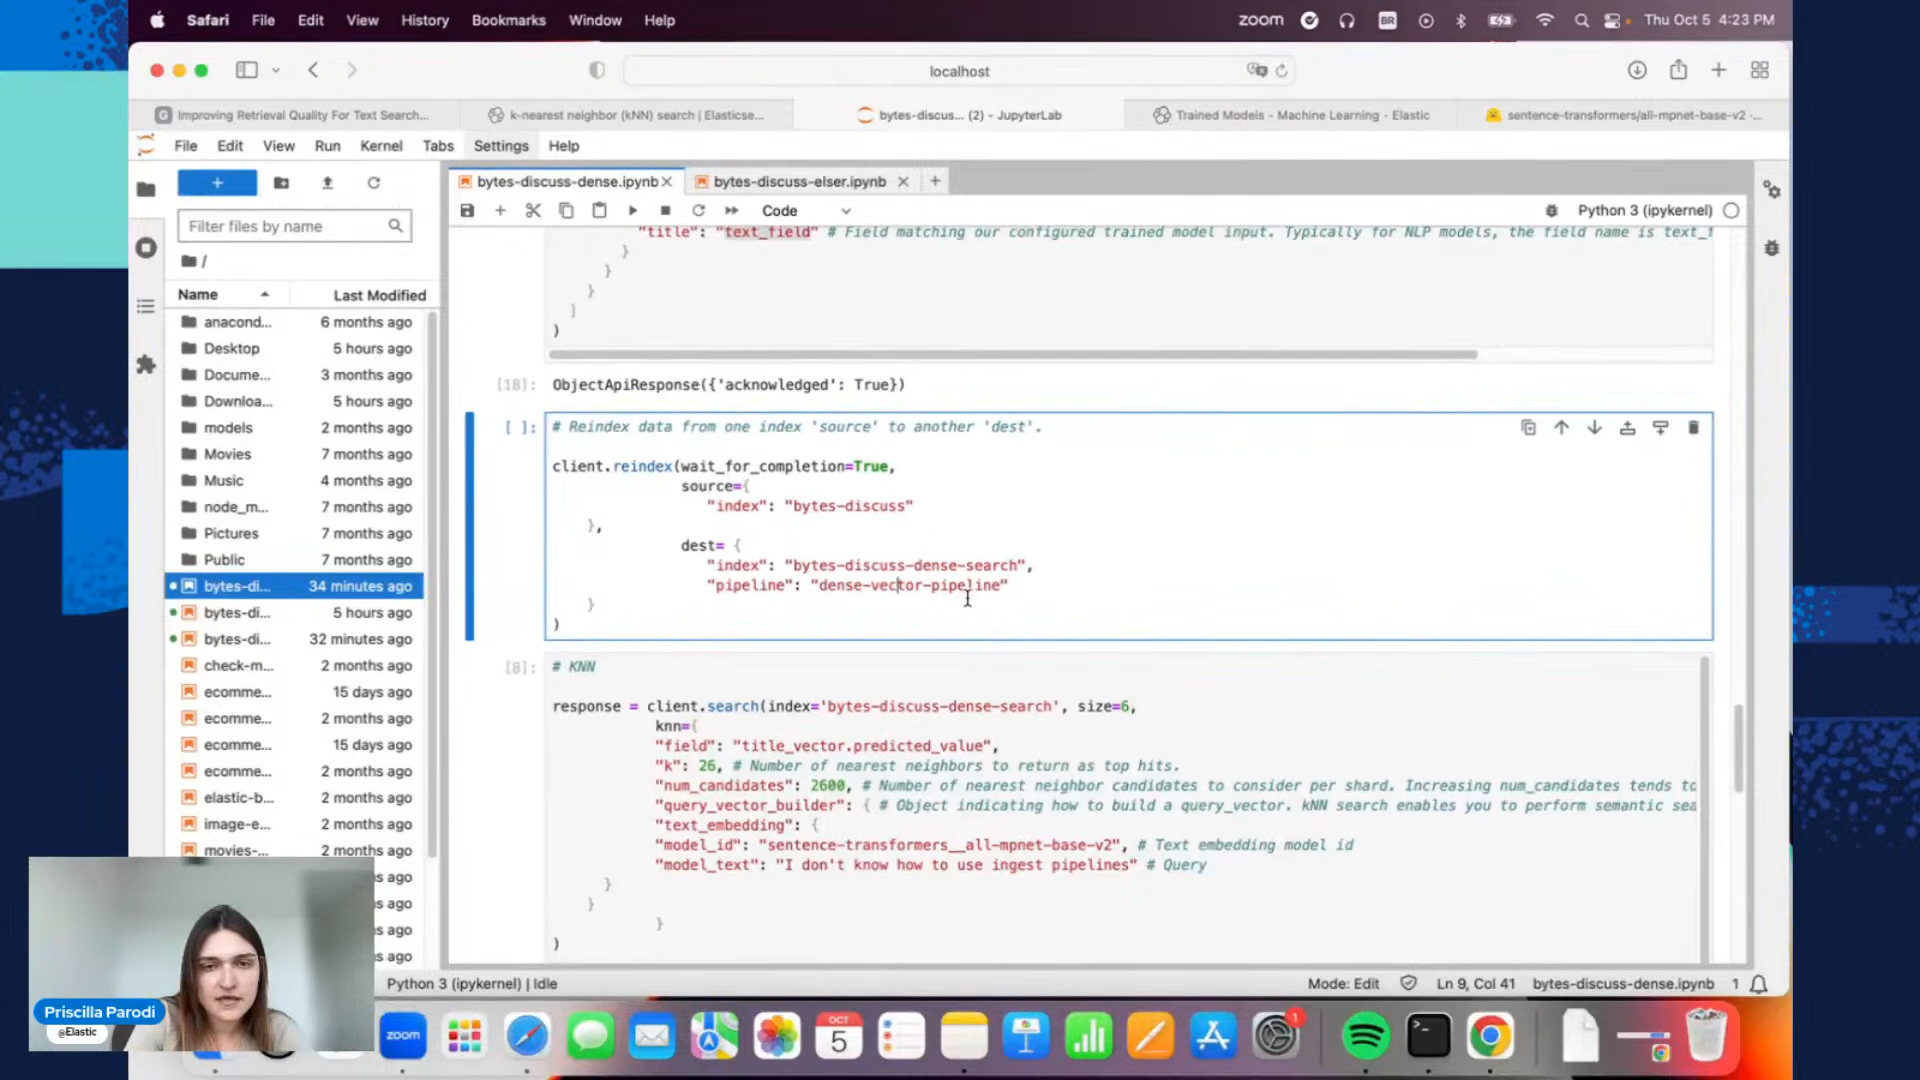 Safari File Edit View History Bookmarks Window Help
zoom BR Thu Oct 5 4:23 PM
localhost
Improving Retrieval Quality For Text Search...
k-nearest neighbor (kNN) search | Elasticse...
bytes-discus... (2) - JupyterLab
Trained Models - Machine Learning - Elastic
sentence-transformers/all-mpnet-base-v2 ·...
File Edit View Run Kernel Tabs Settings Help
bytes-discuss-dense.ipynb
bytes-discuss-elser.ipynb
Filter files by name
/
Name Last Modified
anacond... 6 months ago
Desktop 5 hours ago
Docume... 3 months ago
Downloa... 5 hours ago
models 2 months ago
Movies 7 months ago
Music 4 months ago
node_m... 7 months ago
Pictures 7 months ago
Public 7 months ago
bytes-di... 34 minutes ago
bytes-di... 5 hours ago
bytes-di... 32 minutes ago
check-m... 2 months ago
ecomme... 15 days ago
ecomme... 2 months ago
ecomme... 15 days ago
ecomme... 2 months ago
elastic-b... 2 months ago
image-e... 2 months ago
movies-... 2 months ago
s ago
s ago
s ago
s ago
Code
Python 3 (ipykernel)
"title": "text_field" # Field matching our configured trained model input. Typically for NLP models, the field name is text_f
}
}
}
]
)
[18]: ObjectApiResponse({'acknowledged': True})
[ ]: # Reindex data from one index 'source' to another 'dest'.
client.reindex(wait_for_completion=True,
source={
"index": "bytes-discuss"
},
dest= {
"index": "bytes-discuss-dense-search",
"pipeline": "dense-vector-pipeline"
}
)
[8]: # KNN
response = client.search(index='bytes-discuss-dense-search', size=6,
knn={
"field": "title_vector.predicted_value",
"k": 26, # Number of nearest neighbors to return as top hits.
"num_candidates": 2600, # Number of nearest neighbor candidates to consider per shard. Increasing num_candidates tends to
"query_vector_builder": { # Object indicating how to build a query_vector. kNN search enables you to perform semantic sea
"text_embedding": {
"model_id": "sentence-transformers__all-mpnet-base-v2", # Text embedding model id
"model_text": "I don't know how to use ingest pipelines" # Query
}
}
}
)
Python 3 (ipykernel) | Idle
Mode: Edit Ln 9, Col 41 bytes-discuss-dense.ipynb 1
Priscilla Parodi
@Elastic
zoom
OCT
5
1